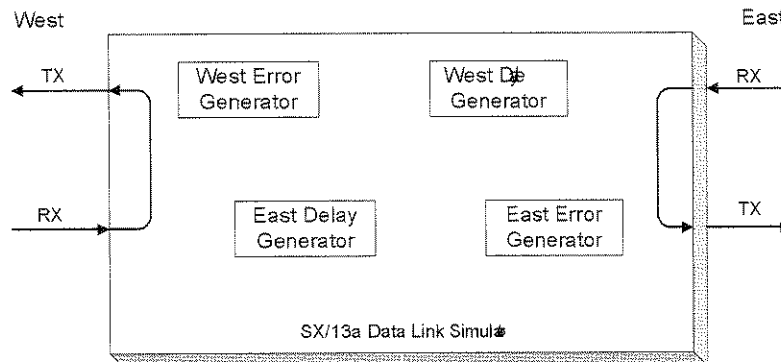 West
East
TX
West Error
Generator
West
Generator
RX
RX
East Delay
Generator
East Error
Generator
TX
SX/13a Data Link